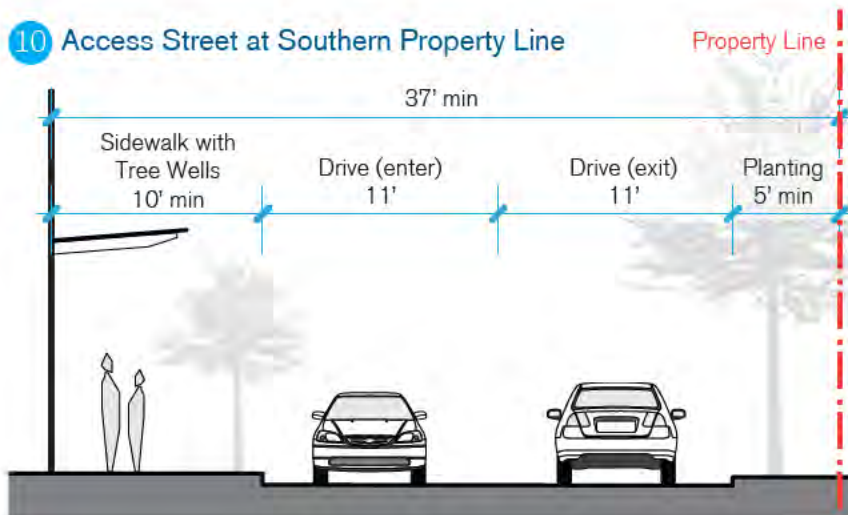 10 Access Street at Southern Property Line
Property Line
37’ min
Sidewalk with
Tree Wells
10’ min
Drive (enter)
11’
Drive (exit)
11’
Planting
5’ min